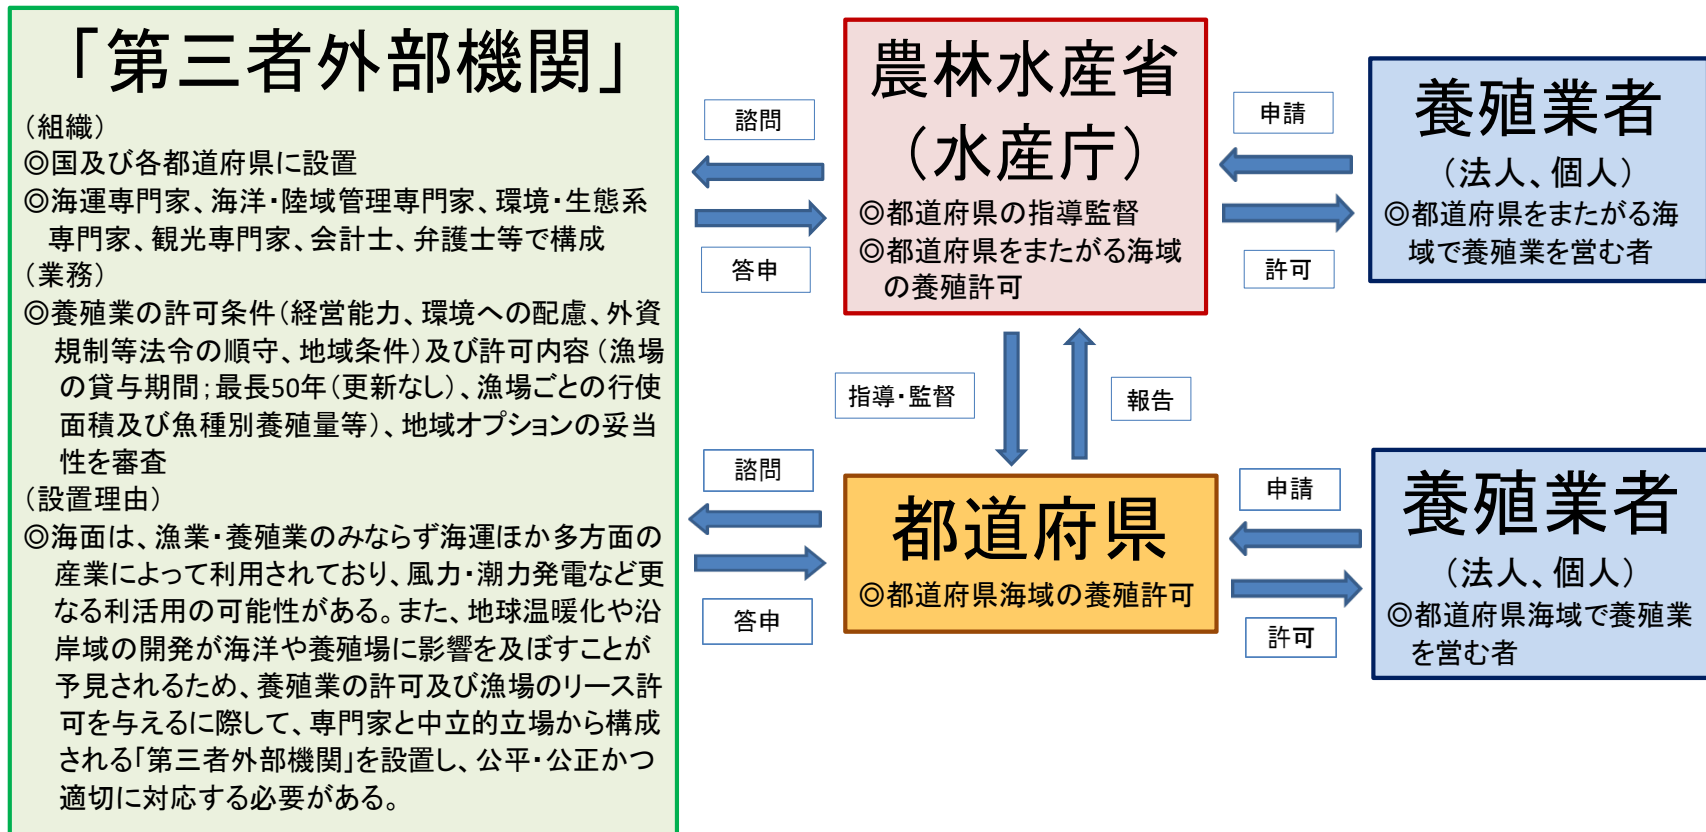 「第三者外部機関」
（組織）
◎国及び各都道府県に設置
◎海運専門家、海洋・陸域管理専門家、環境・生態系
専門家、観光専門家、会計士、弁護士等で構成
（業務）
◎養殖業の許可条件（経営能力、環境への配慮、外資
規制等法令の順守、地域条件）及び許可内容（漁場
の貸与期間；最長50年（更新なし）、漁場ごとの行使
面積及び魚種別養殖量等）、地域オプションの妥当
性を審査
（設置理由）
◎海面は、漁業・養殖業のみならず海運ほか多方面の
産業によって利用されており、風力・潮力発電など更
なる利活用の可能性がある。また、地球温暖化や沿
岸域の開発が海洋や養殖場に影響を及ぼすことが
予見されるため、養殖業の許可及び漁場のリース許
可を与えるに際して、専門家と中立的立場から構成
される「第三者外部機関」を設置し、公平・公正かつ
適切に対応する必要がある。
諮問
答申
農林水産省
（水産庁）
◎都道府県の指導監督
◎都道府県をまたがる海域
の養殖許可
申請
許可
養殖業者
（法人、個人）
◎都道府県をまたがる海
域で養殖業を営む者
指導・監督
報告
諮問
答申
都道府県
◎都道府県海域の養殖許可
申請
許可
養殖業者
（法人、個人）
◎都道府県海域で養殖業
を営む者